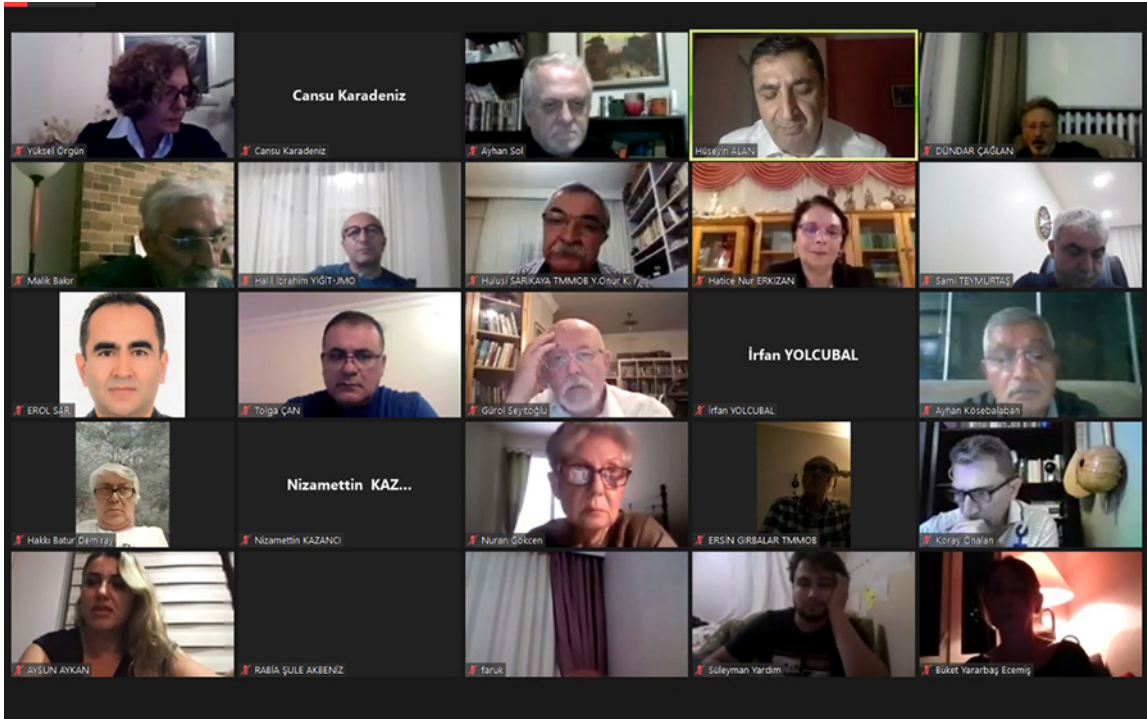 Yüksel Örgün
Cansu Karadeniz
Cansu Karadeniz
Ayhan Sol
Hüseyin ALAN
DÜNDAR ÇAĞLAN
Malik Bakır
Halil İbrahim YİĞİT-JMO
Hulusi SARIKAYA TMMOB Y.Onur K.
Hatice Nur ERKIZAN
Sami TEYMURTAŞ
EROL SARI
Tolga ÇAN
Gürol Seyitoğlu
İrfan YOLCUBAL
İrfan YOLCUBAL
Ayhan Kösebalaban
Hakkı Batur Demiray
Nizamettin KAZ...
Nizamettin KAZANCI
Nuran Gökcen
ERSİN GIRBALAR TMMOB
Koray Önalan
AYSUN AYKAN
RABİA ŞULE AKBENİZ
faruk
Süleyman Yardım
Buket Yararbaş Ecemiş